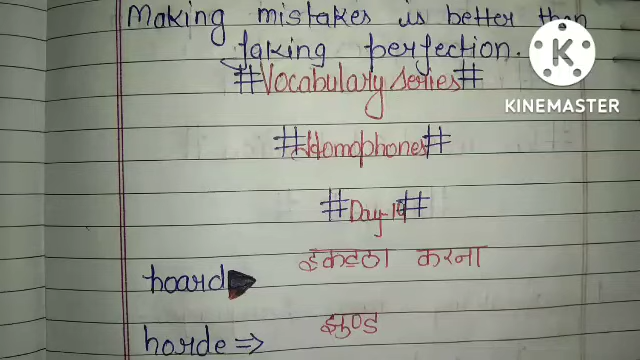 Making mistakes is better than
faking perfection.
#Vocabulary series#
#Homophones#
#Day-14#
इकट्ठा करना
hoard
झुण्ड
horde ⇒
K
KINEMASTER